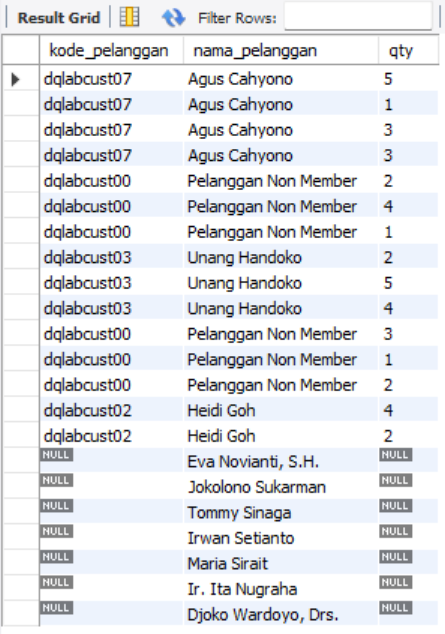 Result Grid Filter Rows:
kode_pelanggan nama_pelanggan qty
dqlabcust07 Agus Cahyono 5
dqlabcust07 Agus Cahyono 1
dqlabcust07 Agus Cahyono 3
dqlabcust07 Agus Cahyono 3
dqlabcust00 Pelanggan Non Member 2
dqlabcust00 Pelanggan Non Member 4
dqlabcust00 Pelanggan Non Member 1
dqlabcust03 Unang Handoko 2
dqlabcust03 Unang Handoko 5
dqlabcust03 Unang Handoko 4
dqlabcust00 Pelanggan Non Member 3
dqlabcust00 Pelanggan Non Member 1
dqlabcust00 Pelanggan Non Member 2
dqlabcust02 Heidi Goh 4
dqlabcust02 Heidi Goh 2
NULL Eva Novianti, S.H. NULL
NULL Jokolono Sukarman NULL
NULL Tommy Sinaga NULL
NULL Irwan Setianto NULL
NULL Maria Sirait NULL
NULL Ir. Ita Nugraha NULL
NULL Djoko Wardoyo, Drs. NULL